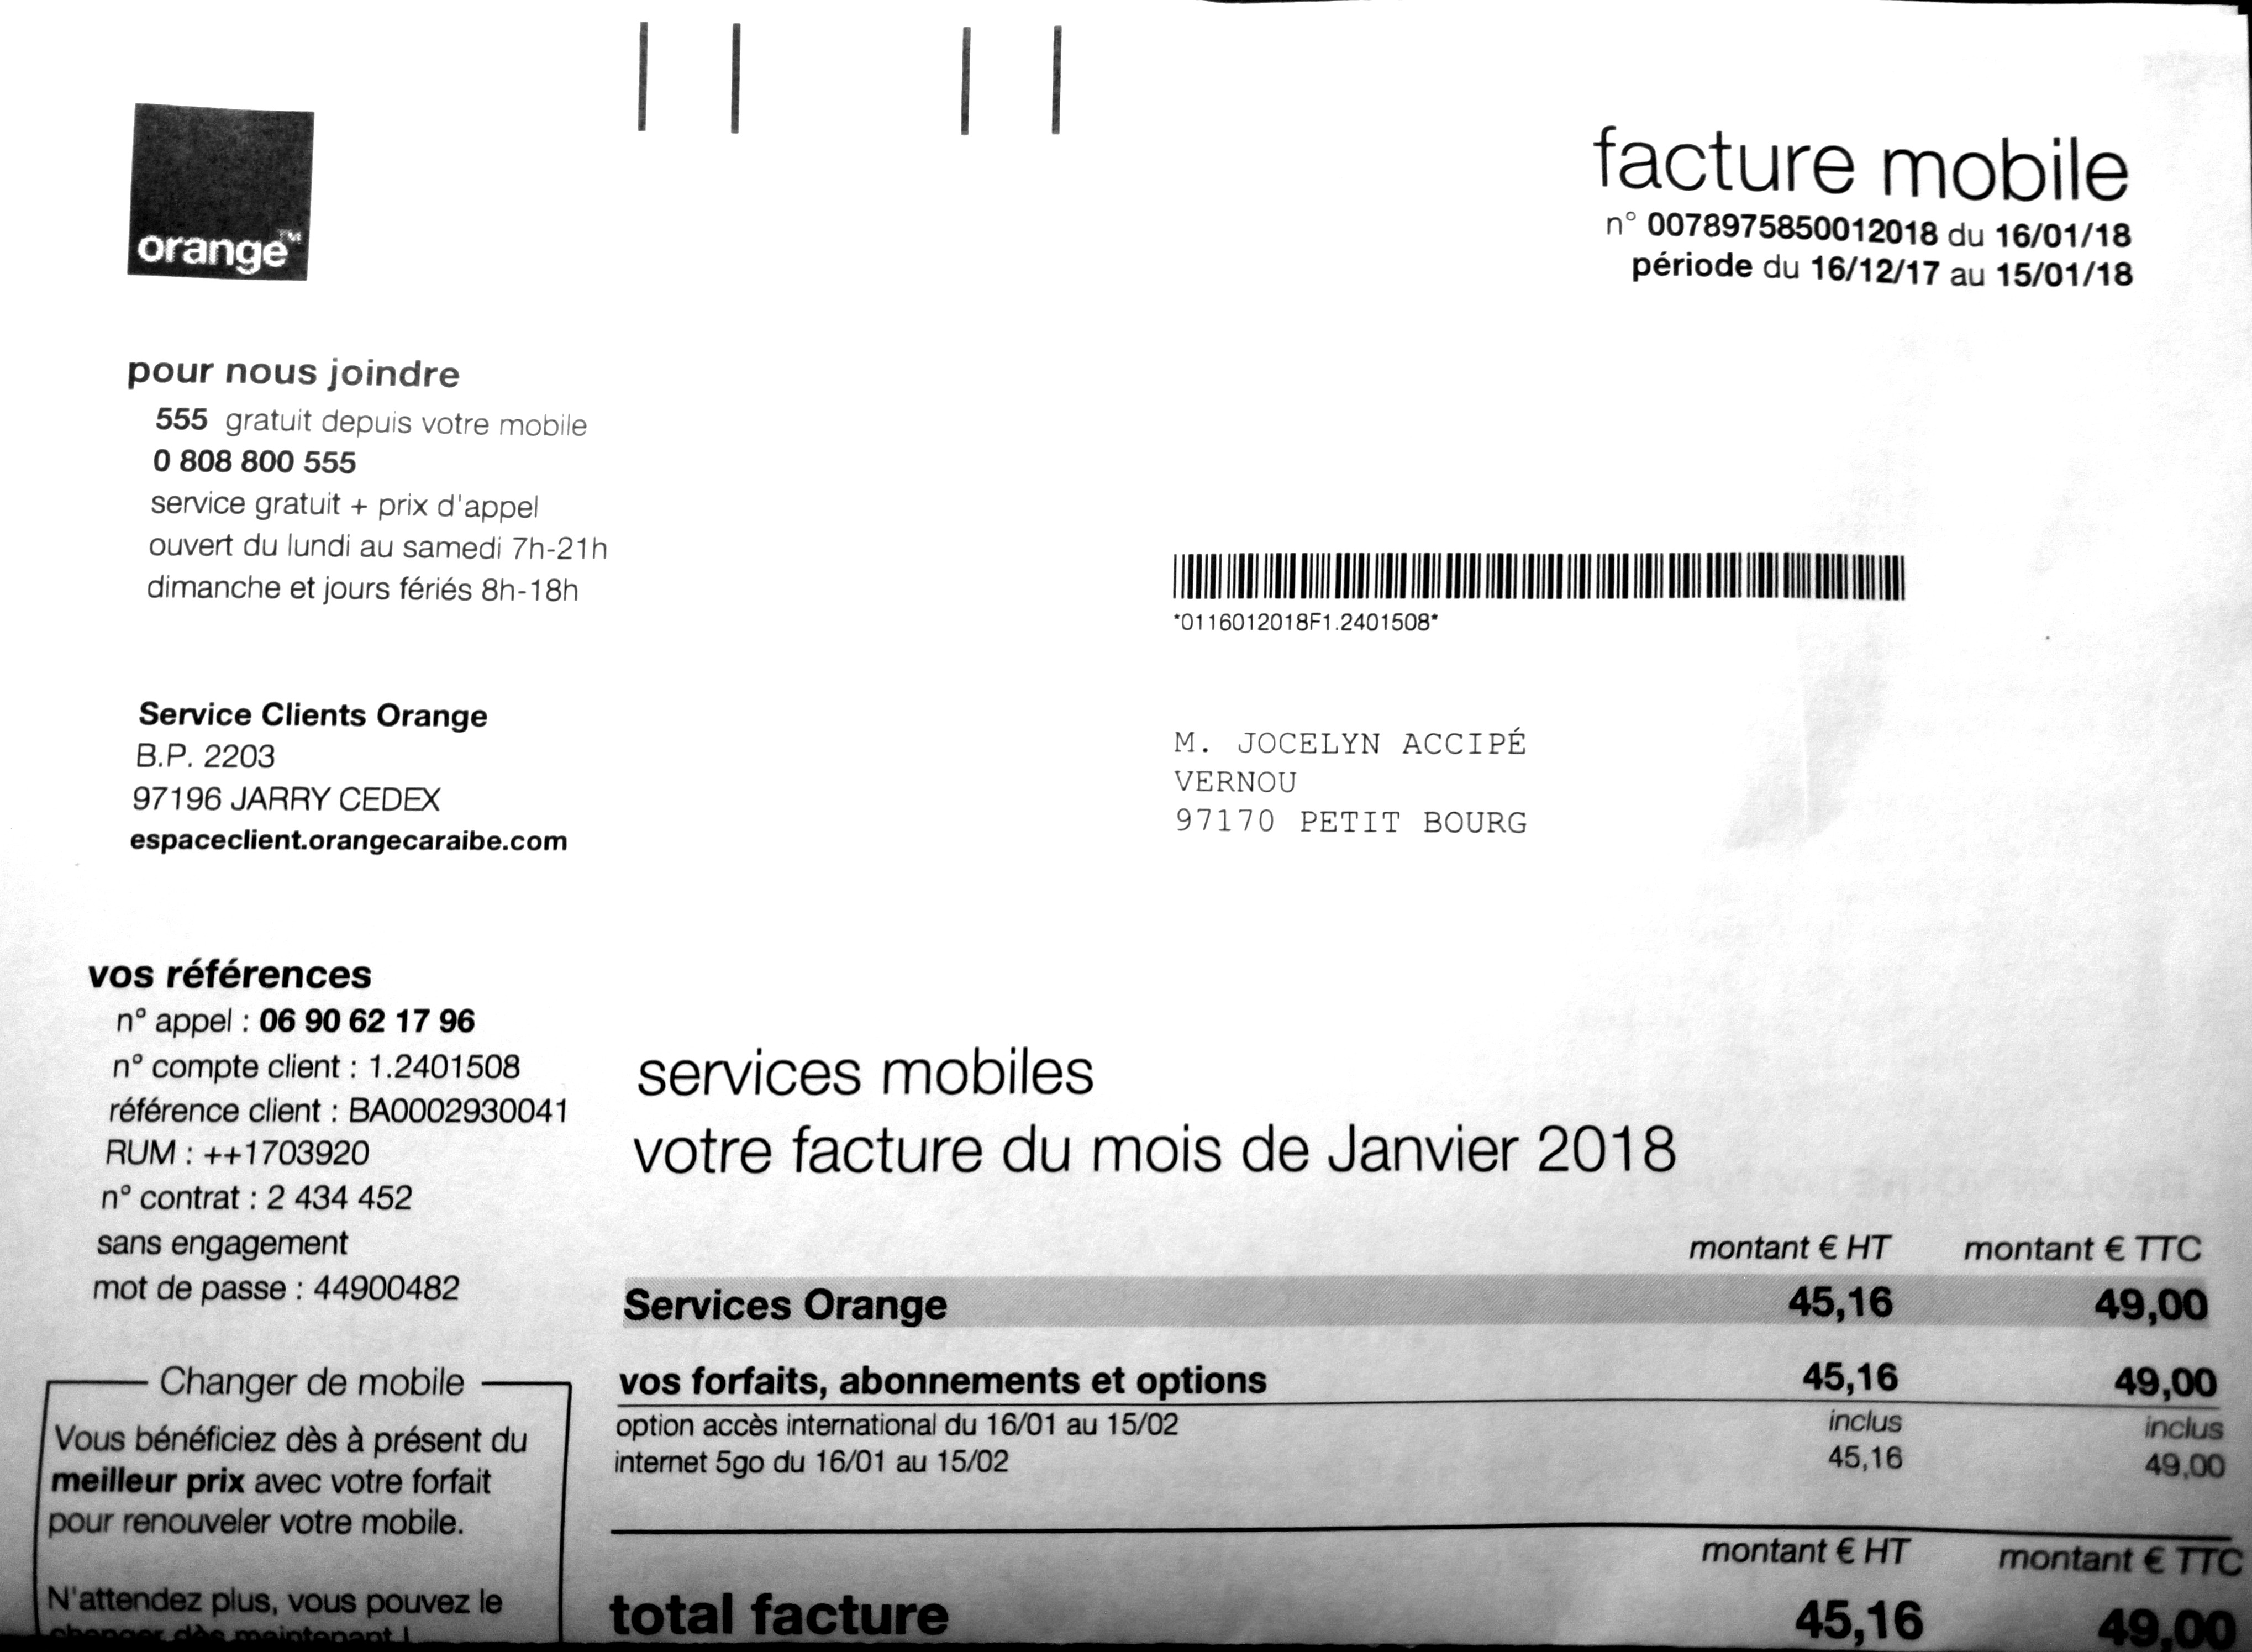 orange™
facture mobile
n° 0078975850012018 du 16/01/18
période du 16/12/17 au 15/01/18
pour nous joindre
555 gratuit depuis votre mobile
0 808 800 555
service gratuit + prix d'appel
ouvert du lundi au samedi 7h-21h
dimanche et jours fériés 8h-18h
*0116012018F1.2401508*
Service Clients Orange
B.P. 2203
97196 JARRY CEDEX
espaceclient.orangecaraibe.com
M. JOCELYN ACCIPÉ
VERNOU
97170 PETIT BOURG
vos références
n° appel : 06 90 62 17 96
n° compte client : 1.2401508
référence client : BA0002930041
RUM : ++1703920
n° contrat : 2 434 452
sans engagement
mot de passe : 44900482
Changer de mobile
Vous bénéficiez dès à présent du
meilleur prix avec votre forfait
pour renouveler votre mobile.
N'attendez plus, vous pouvez le
changer dès maintenant !
services mobiles
votre facture du mois de Janvier 2018
montant € HT montant € TTC
Services Orange 45,16 49,00
vos forfaits, abonnements et options 45,16 49,00
option accès international du 16/01 au 15/02 inclus inclus
internet 5go du 16/01 au 15/02 45,16 49,00
montant € HT montant € TTC
total facture 45,16 49,00